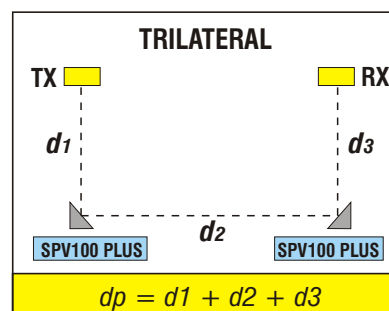 TRILATERAL
TX RX
d1 d3
d2
SPV100 PLUS SPV100 PLUS
dp = d1 + d2 + d3